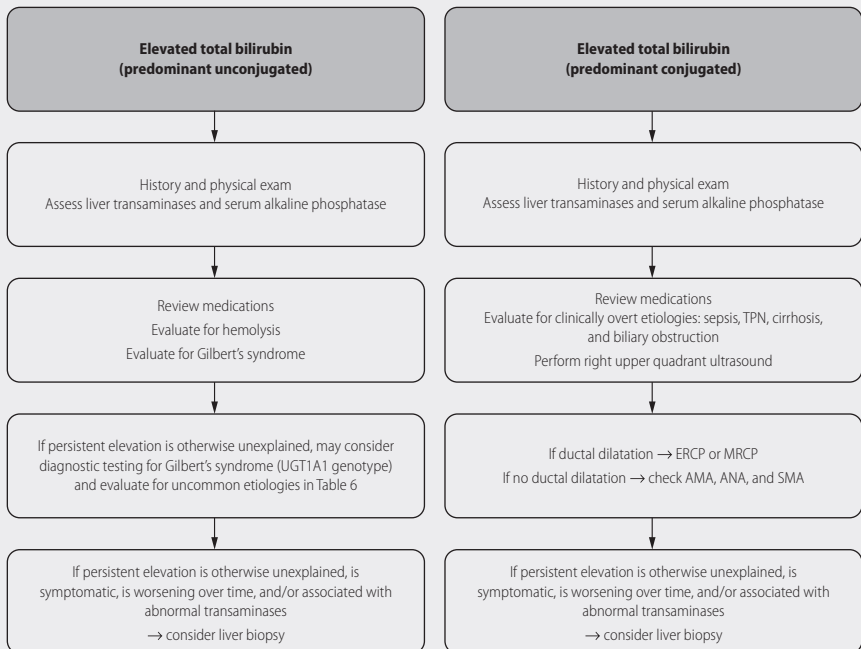 Elevated total bilirubin
(predominant unconjugated)
History and physical exam
Assess liver transaminases and serum alkaline phosphatase
Review medications
Evaluate for hemolysis
Evaluate for Gilbert's syndrome
If persistent elevation is otherwise unexplained, may consider
diagnostic testing for Gilbert's syndrome (UGT1A1 genotype)
and evaluate for uncommon etiologies in Table 6
If persistent elevation is otherwise unexplained, is
symptomatic, is worsening over time, and/or associated with
abnormal transaminases
→ consider liver biopsy
Elevated total bilirubin
(predominant conjugated)
History and physical exam
Assess liver transaminases and serum alkaline phosphatase
Review medications
Evaluate for clinically overt etiologies: sepsis, TPN, cirrhosis,
and biliary obstruction
Perform right upper quadrant ultrasound
If ductal dilatation → ERCP or MRCP
If no ductal dilatation → check AMA, ANA, and SMA
If persistent elevation is otherwise unexplained, is
symptomatic, is worsening over time, and/or associated with
abnormal transaminases
→ consider liver biopsy